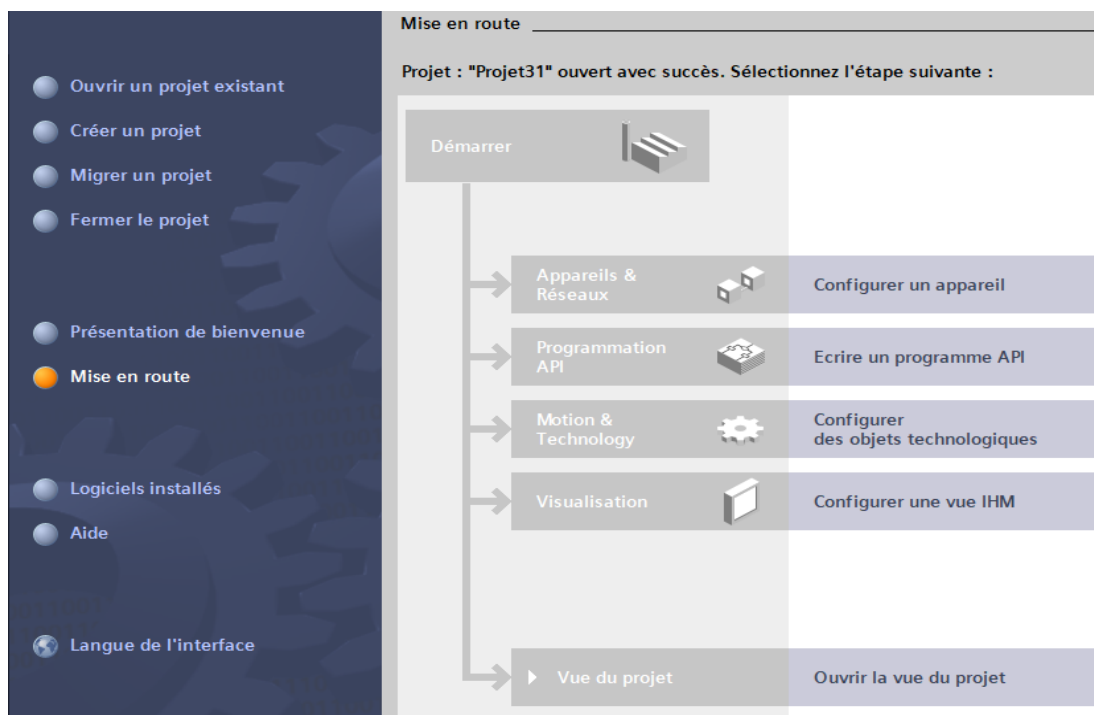 Mise en route
Projet : "Projet31" ouvert avec succès. Sélectionnez l'étape suivante :
Ouvrir un projet existant
Créer un projet
Migrer un projet
Fermer le projet
Présentation de bienvenue
Mise en route
Logiciels installés
Aide
Langue de l'interface
Démarrer
Appareils &
Réseaux
Configurer un appareil
Programmation
API
Ecrire un programme API
Motion &
Technology
Configurer
des objets technologiques
Visualisation
Configurer une vue IHM
Vue du projet
Ouvrir la vue du projet